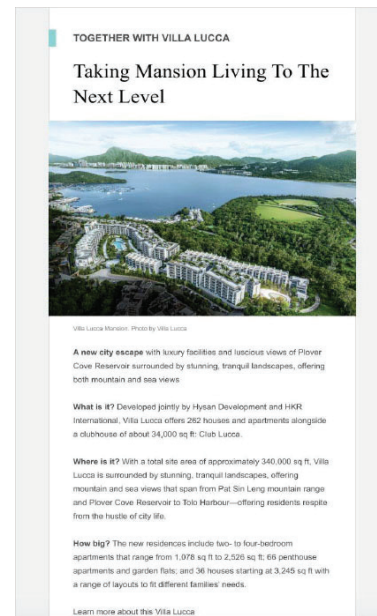 TOGETHER WITH VILLA LUCCA
Taking Mansion Living To The
Next Level
Villa Lucca Mansion. Photo by Villa Lucca
A new city escape with luxury facilities and luscious views of Plover
Cove Reservoir surrounded by stunning, tranquil landscapes, offering
both mountain and sea views
What is it? Developed jointly by Hysan Development and HKR
International, Villa Lucca offers 262 houses and apartments alongside
a clubhouse of about 34,000 sq ft: Club Lucca.
Where is it? With a total site area of approximately 340,000 sq ft, Villa
Lucca is surrounded by stunning, tranquil landscapes, offering
mountain and sea views that span from Pat Sin Leng mountain range
and Plover Cove Reservoir to Tolo Harbour—offering residents respite
from the hustle of city life.
How big? The new residences include two- to four-bedroom
apartments that range from 1,078 sq ft to 2,526 sq ft; 66 penthouse
apartments and garden flats; and 36 houses starting at 3,245 sq ft with
a range of layouts to fit different families' needs.
Learn more about this Villa Lucca